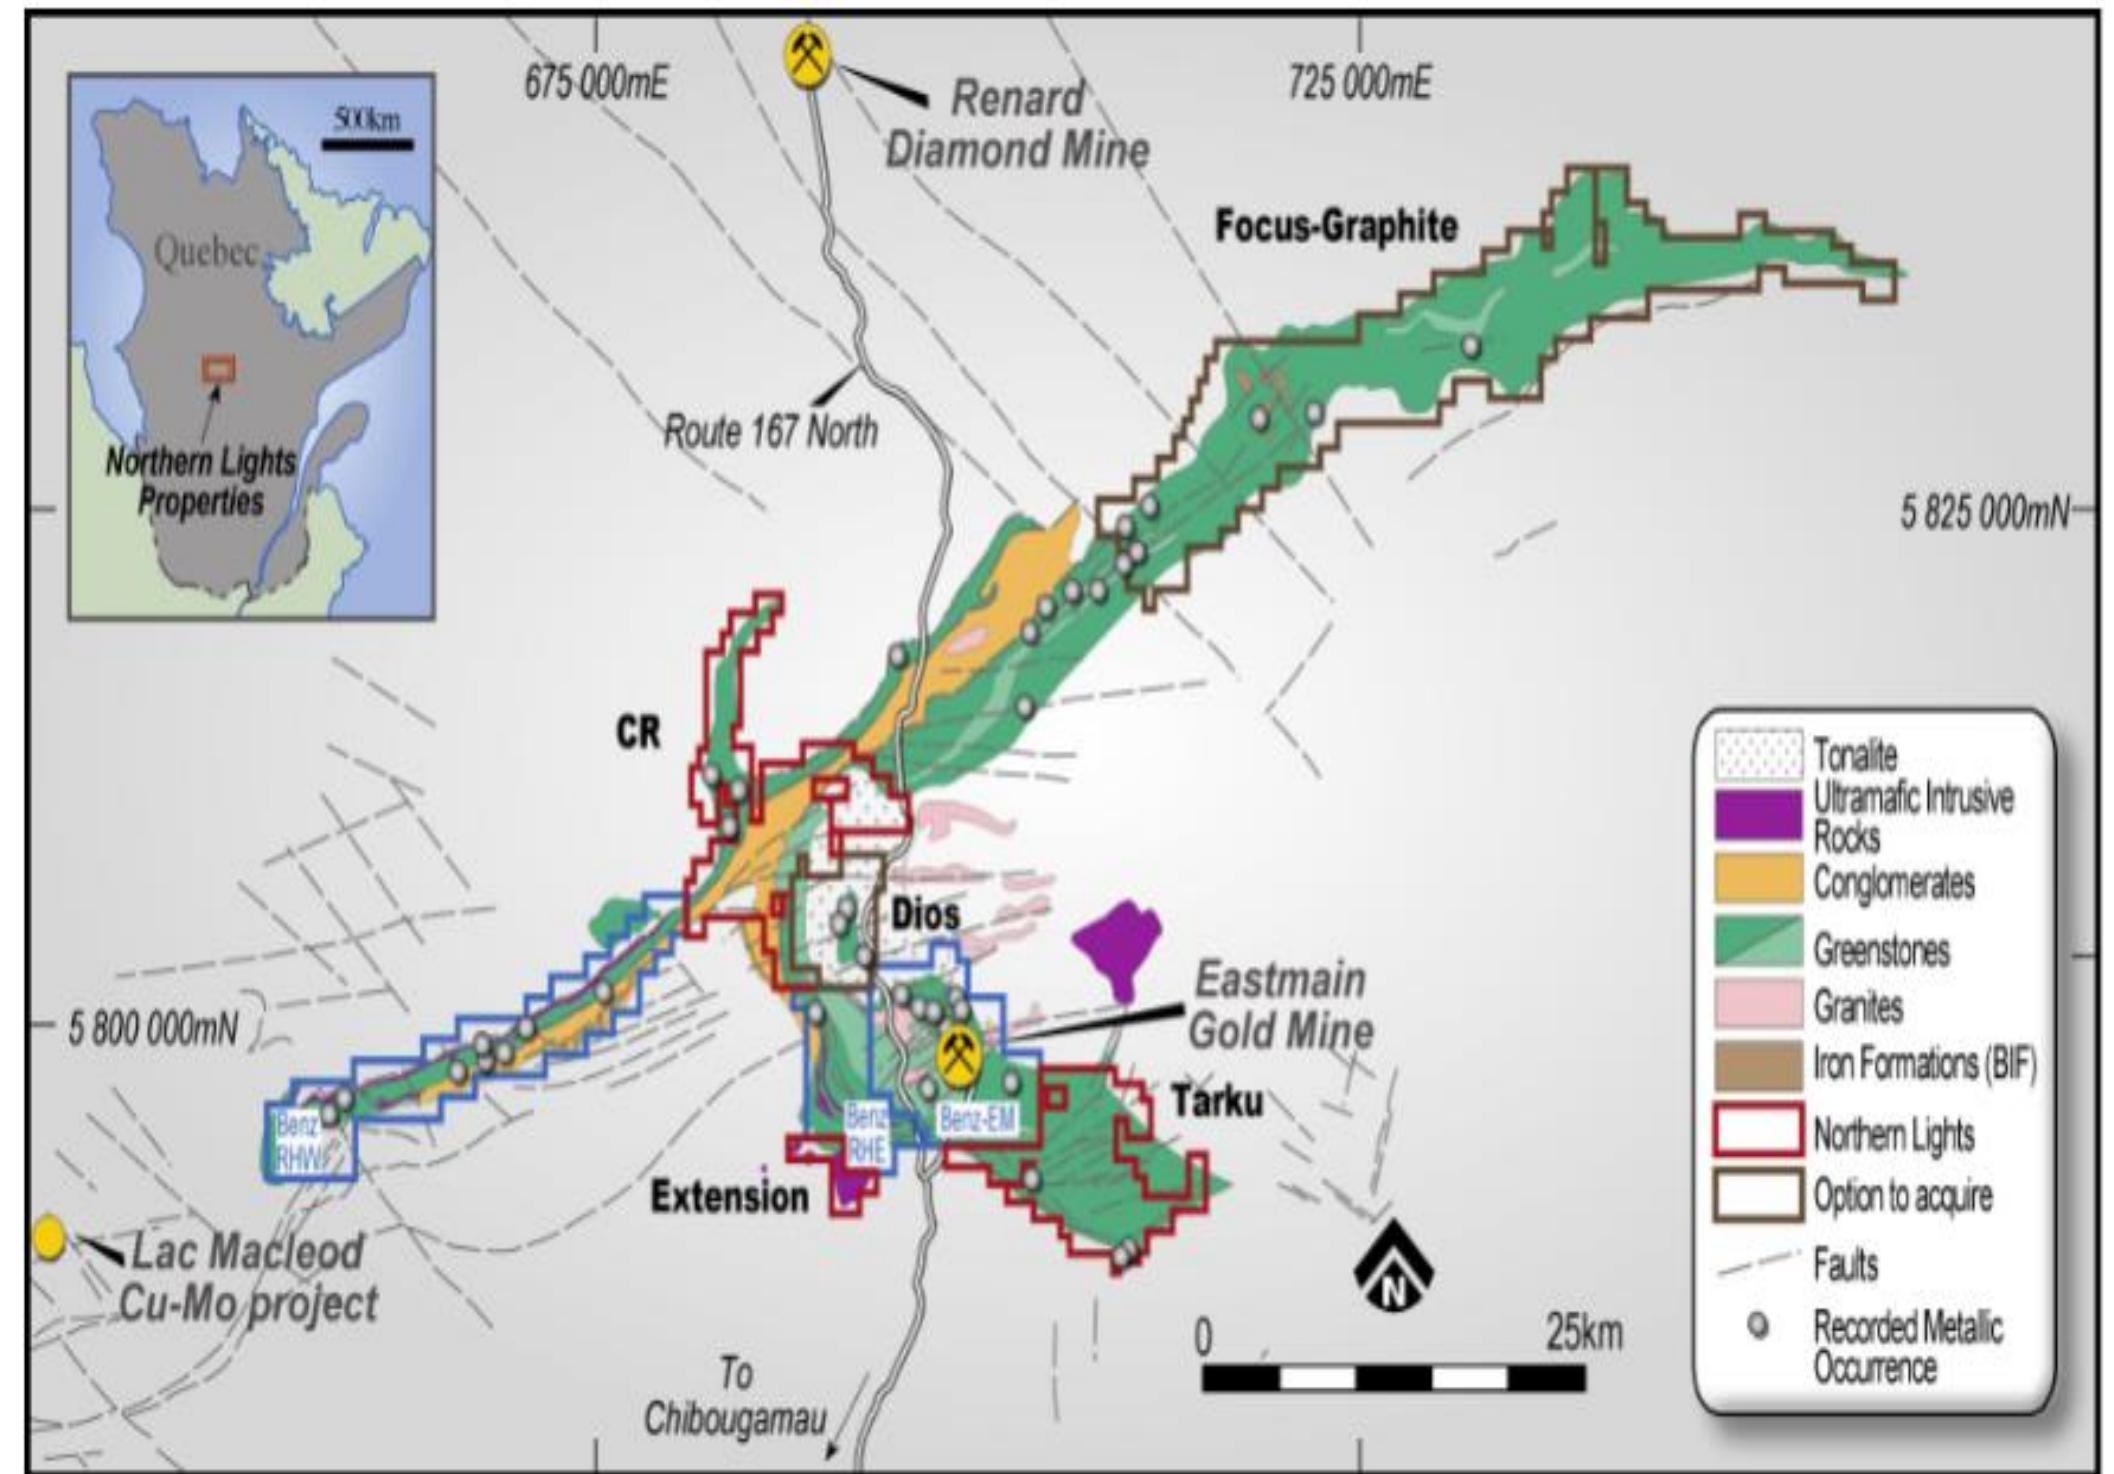 675 000mE
725 000mE
Renard
Diamond Mine
500km
Quebec
Northern Lights
Properties
Focus-Graphite
Route 167 North
5 825 000mN
CR
Dios
Eastmain
Gold Mine
5 800 000mN
Benz
RHW
Benz
RHE
Benz-EM
Tarku
Extension
Lac Macleod
Cu-Mo project
To
Chibougamau
N
0
25km
Tonalite
Ultramafic Intrusive
Rocks
Conglomerates
Greenstones
Granites
Iron Formations (BIF)
Northern Lights
Option to acquire
Faults
Recorded Metallic
Occurrence